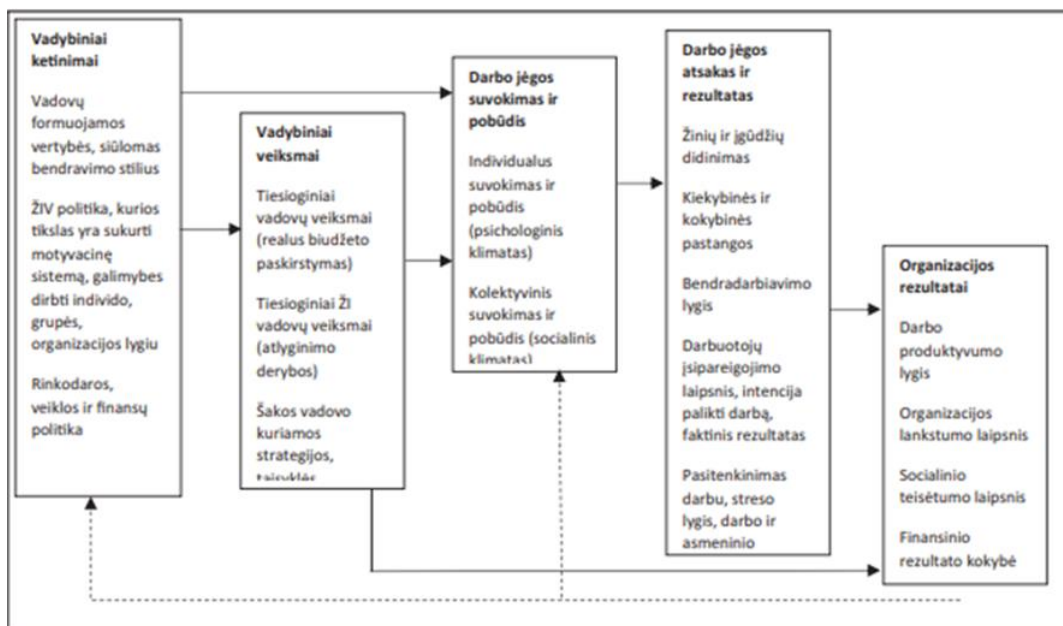 Vadybiniai
ketinimai
Vadovų
formuojamos
vertybės, siūlomas
bendravimo stilius
ŽIV politika, kurios
tikslas yra sukurti
motyvacinę
sistemą, galimybes
dirbti individo,
grupės,
organizacijos lygiu
Rinkodaros,
veiklos ir finansų
politika
Vadybiniai
veiksmai
Tiesioginiai
vadovų veiksmai
(realus biudžeto
paskirstymas)
Tiesioginiai ŽI
vadovų veiksmai
(atlyginimo
derybos)
Šakos vadovo
kuriamos
strategijos,
taisyklės
Darbo jėgos
suvokimas ir
pobūdis
Individualus
suvokimas ir
pobūdis
(psichologinis
klimatas)
Kolektyvinis
suvokimas ir
pobūdis (socialinis
klimatas)
Darbo jėgos
atsakas ir
rezultatas
Žinių ir įgūdžių
didinimas
Kiekybinės ir
kokybinės
pastangos
Bendradarbiavimo
lygis
Darbuotojų
įsipareigojimo
laipsnis, intencija
palikti darbą,
faktinis rezultatas
Pasitenkinimas
darbu, streso
lygis, darbo ir
asmeninio
Organizacijos
rezultatai
Darbo
produktyvumo
lygis
Organizacijos
lankstumo laipsnis
Socialinio
teisėtumo laipsnis
Finansinio
rezultato kokybė